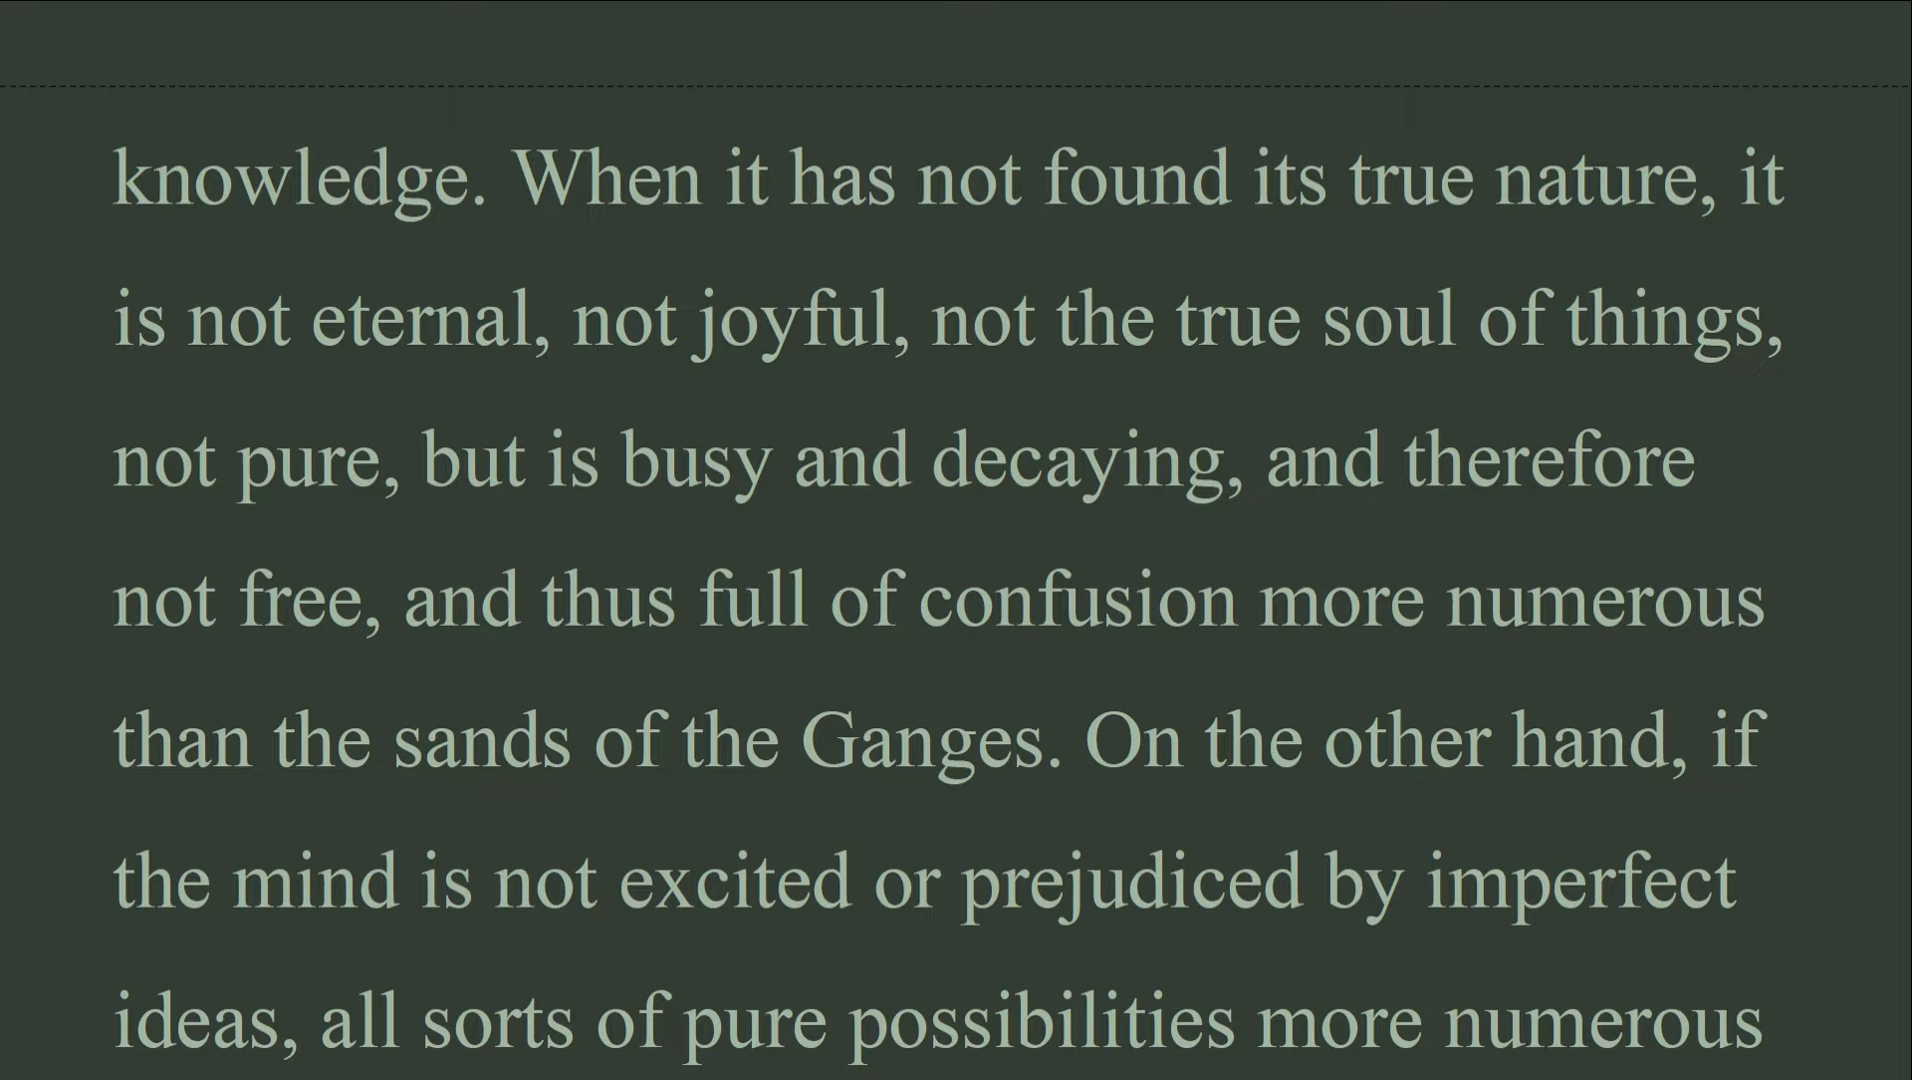 knowledge. When it has not found its true nature, it
is not eternal, not joyful, not the true soul of things,
not pure, but is busy and decaying, and therefore
not free, and thus full of confusion more numerous
than the sands of the Ganges. On the other hand, if
the mind is not excited or prejudiced by imperfect
ideas, all sorts of pure possibilities more numerous